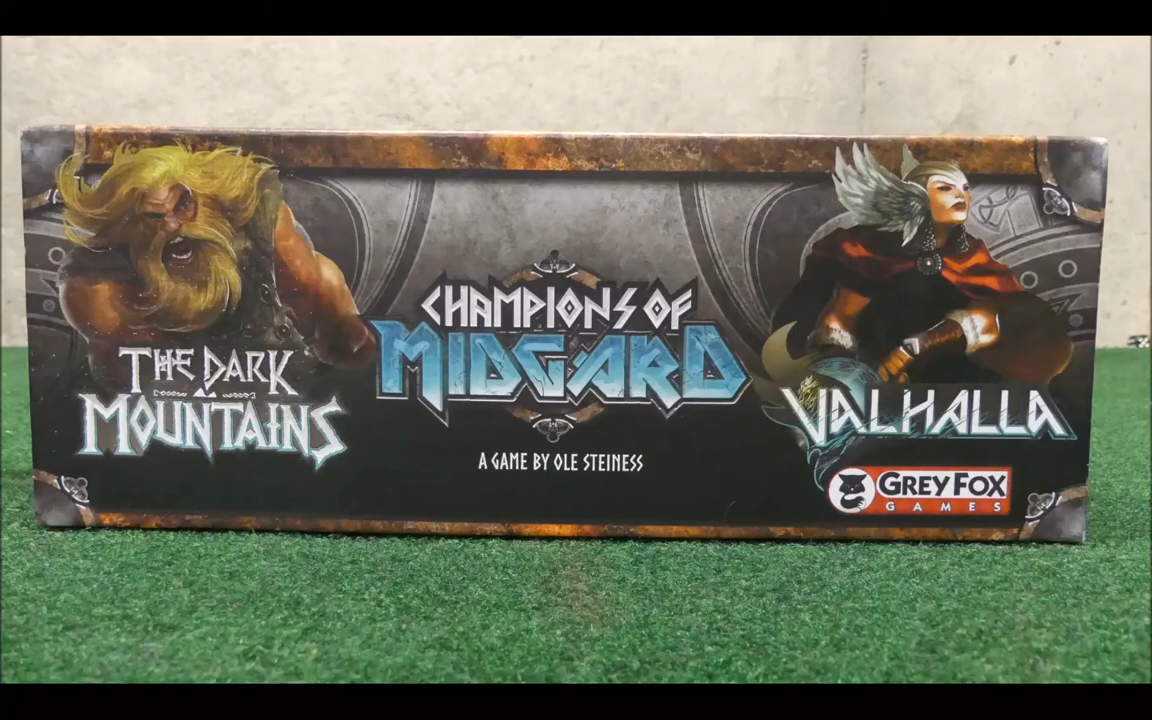 THE DARK
MOUNTAINS
CHAMPIONS OF
MIDGARD
A GAME BY OLE STEINESS
VALHALLA
GREY FOX
GAMES